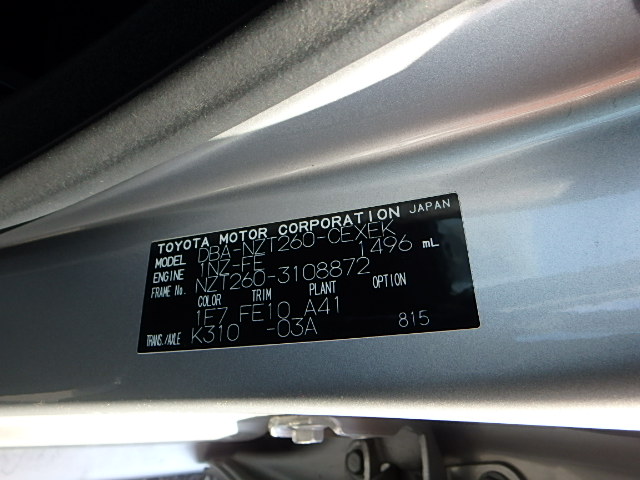 TOYOTA MOTOR CORPORATION JAPAN
MODEL DBA-NZT260-CEXEK
ENGINE 1NZ-FE 1496 mL
FRAME No. NZT260-3108872
COLOR TRIM PLANT OPTION
1F7 FE10 A41
TRANS./AXLE K310 -03A 815